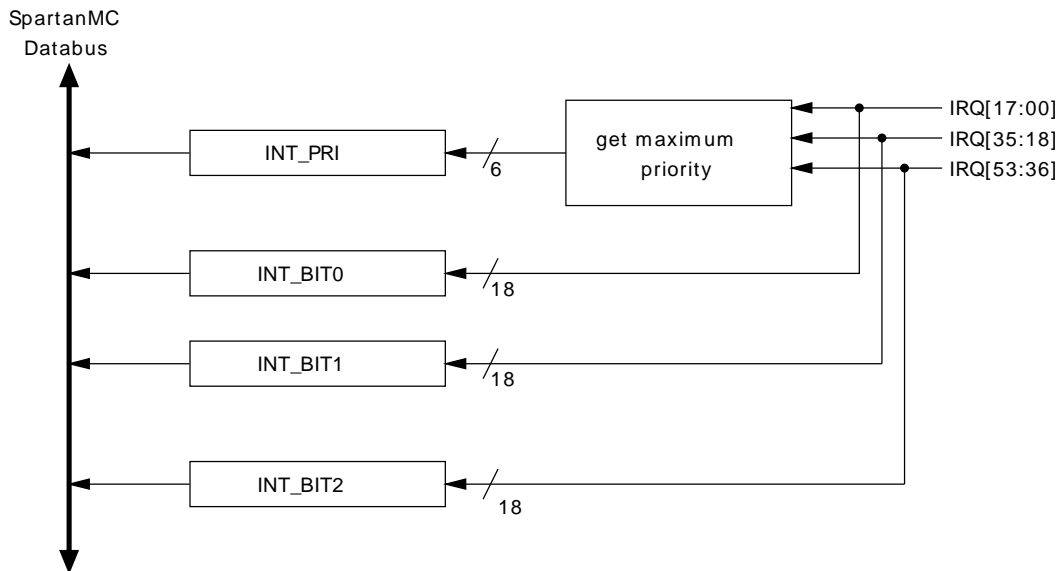 SpartanMC
Databus
IRQ[17:00]
get maximum
IRQ[35:18]
INT_PRI
priority
IRQ[53:36]
6
INT_BIT0
18
INT_BIT1
18
INT_BIT2
18